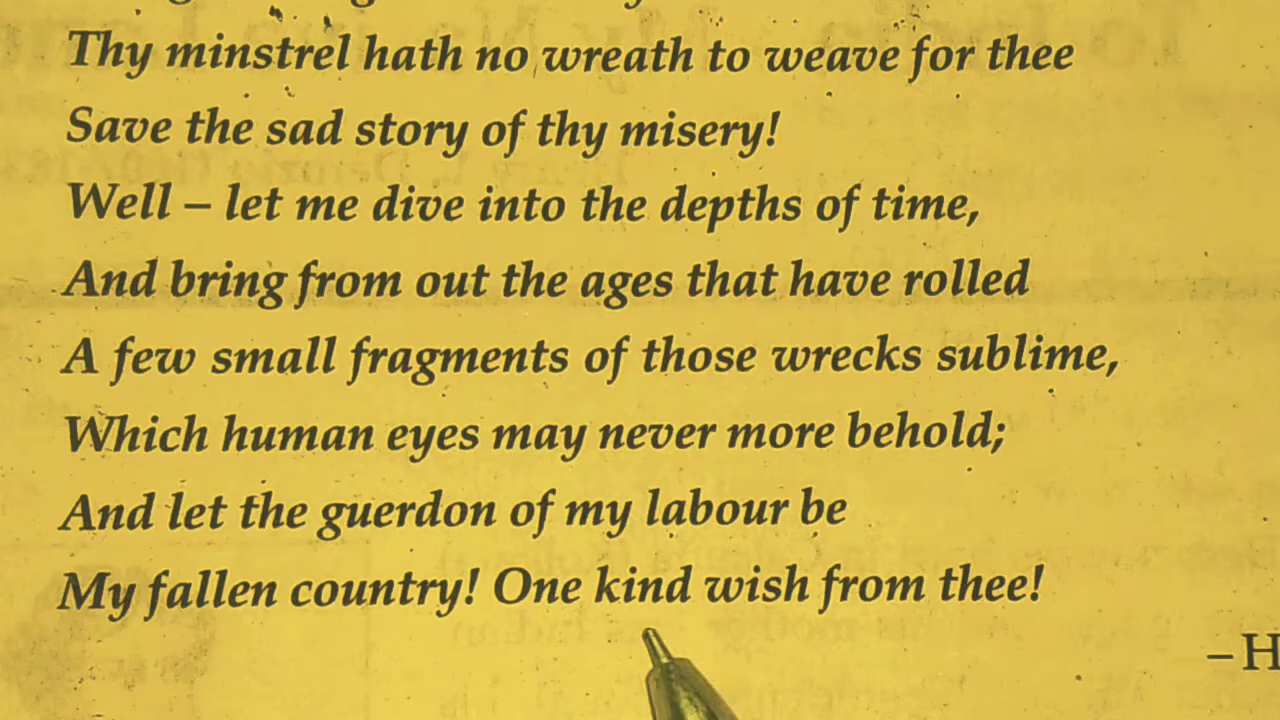 Thy minstrel hath no wreath to weave for thee
Save the sad story of thy misery!
Well – let me dive into the depths of time,
And bring from out the ages that have rolled
A few small fragments of those wrecks sublime,
Which human eyes may never more behold;
And let the guerdon of my labour be
My fallen country! One kind wish from thee!
– H